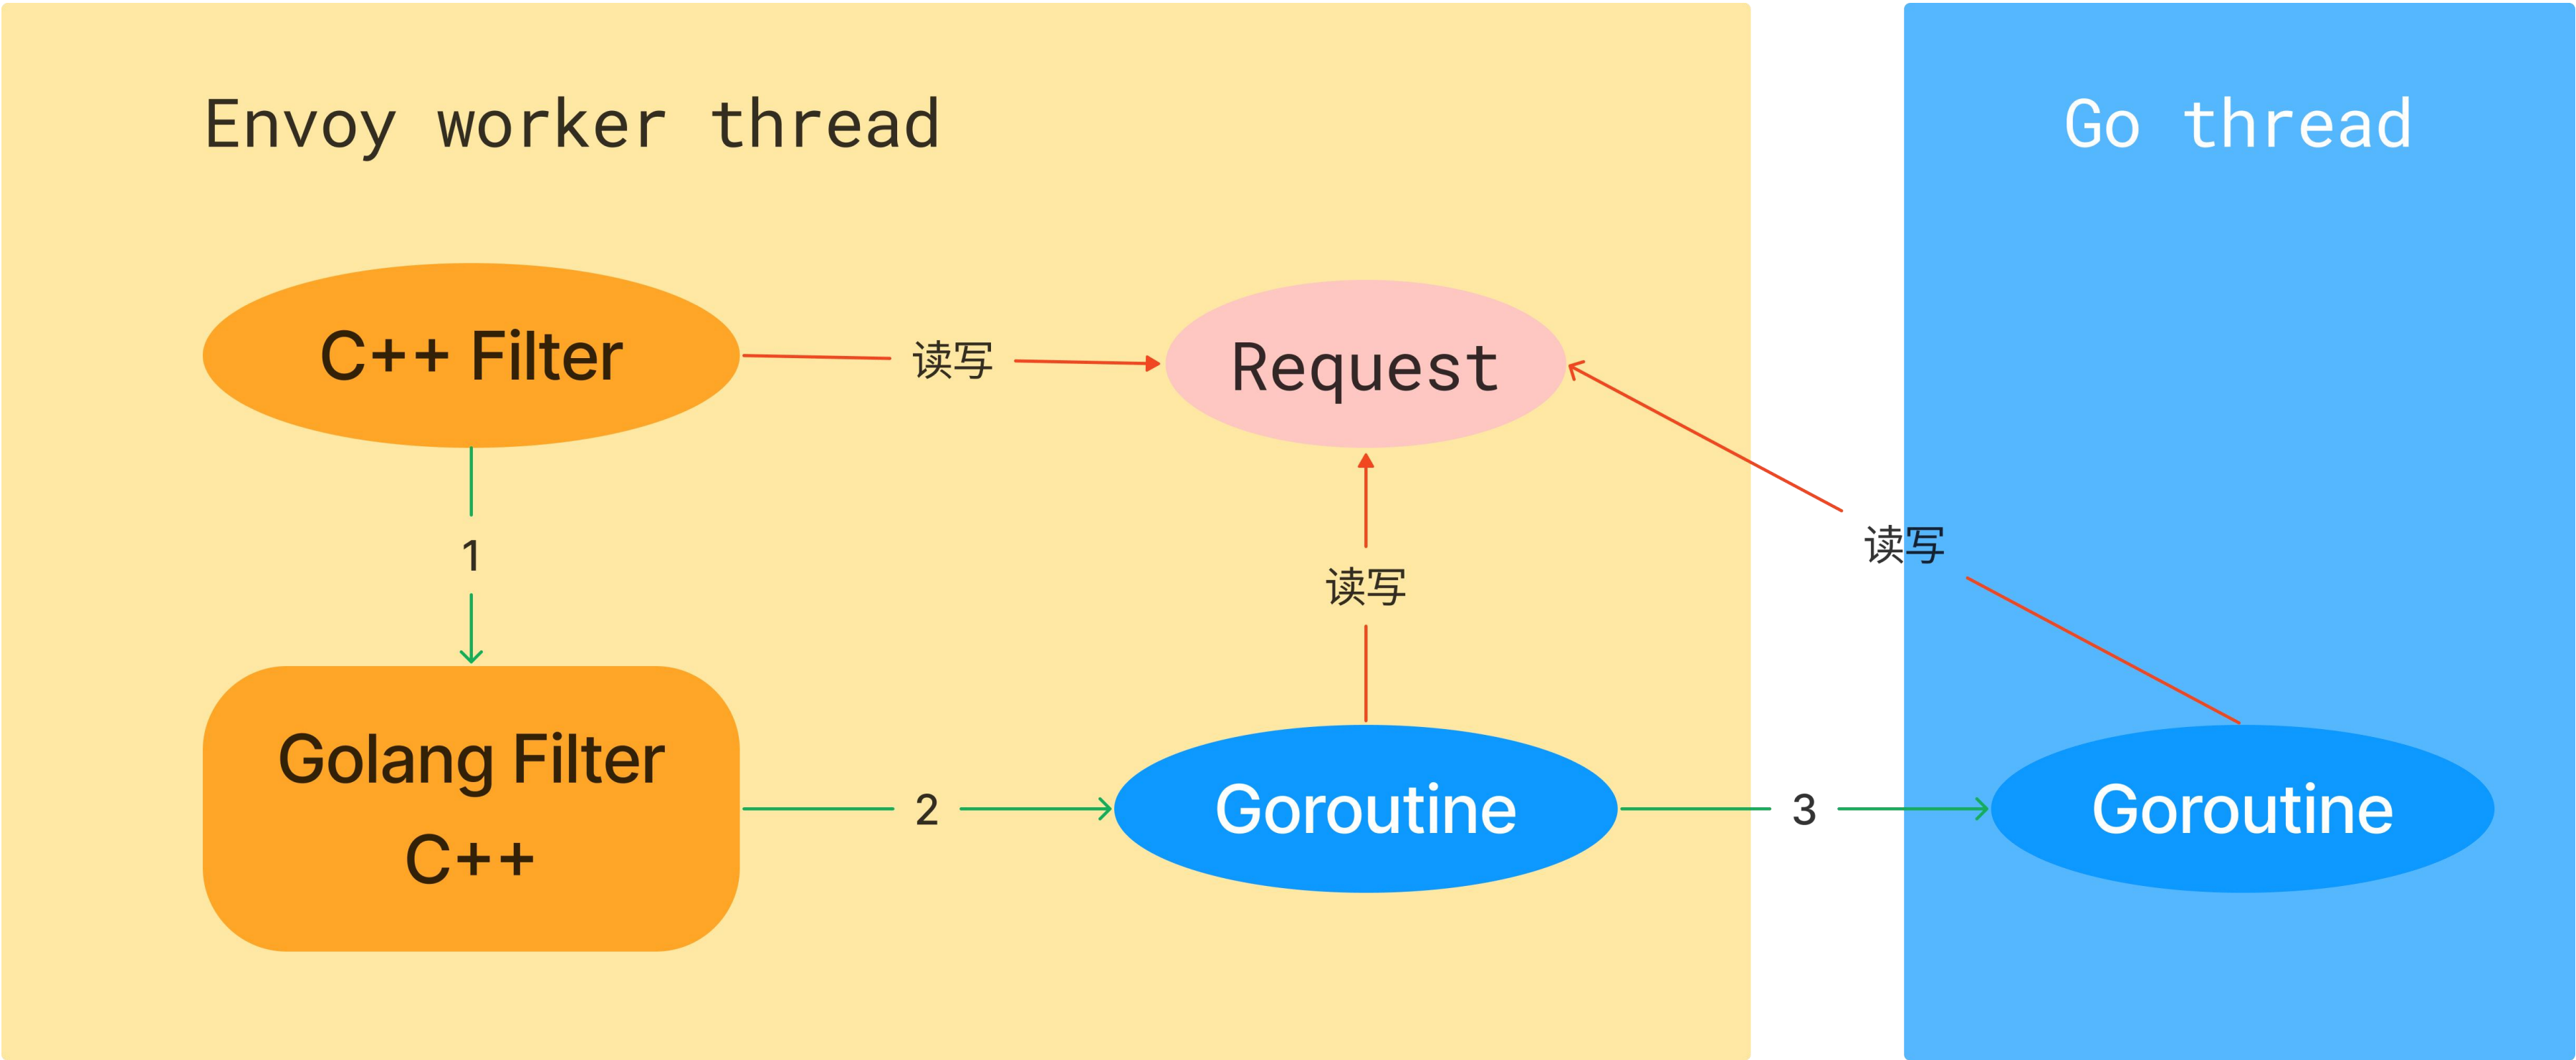 Envoy worker thread
Go thread
C++ Filter
读写
Request
读写
1
读写
Golang Filter
C++
2
Goroutine
3
Goroutine